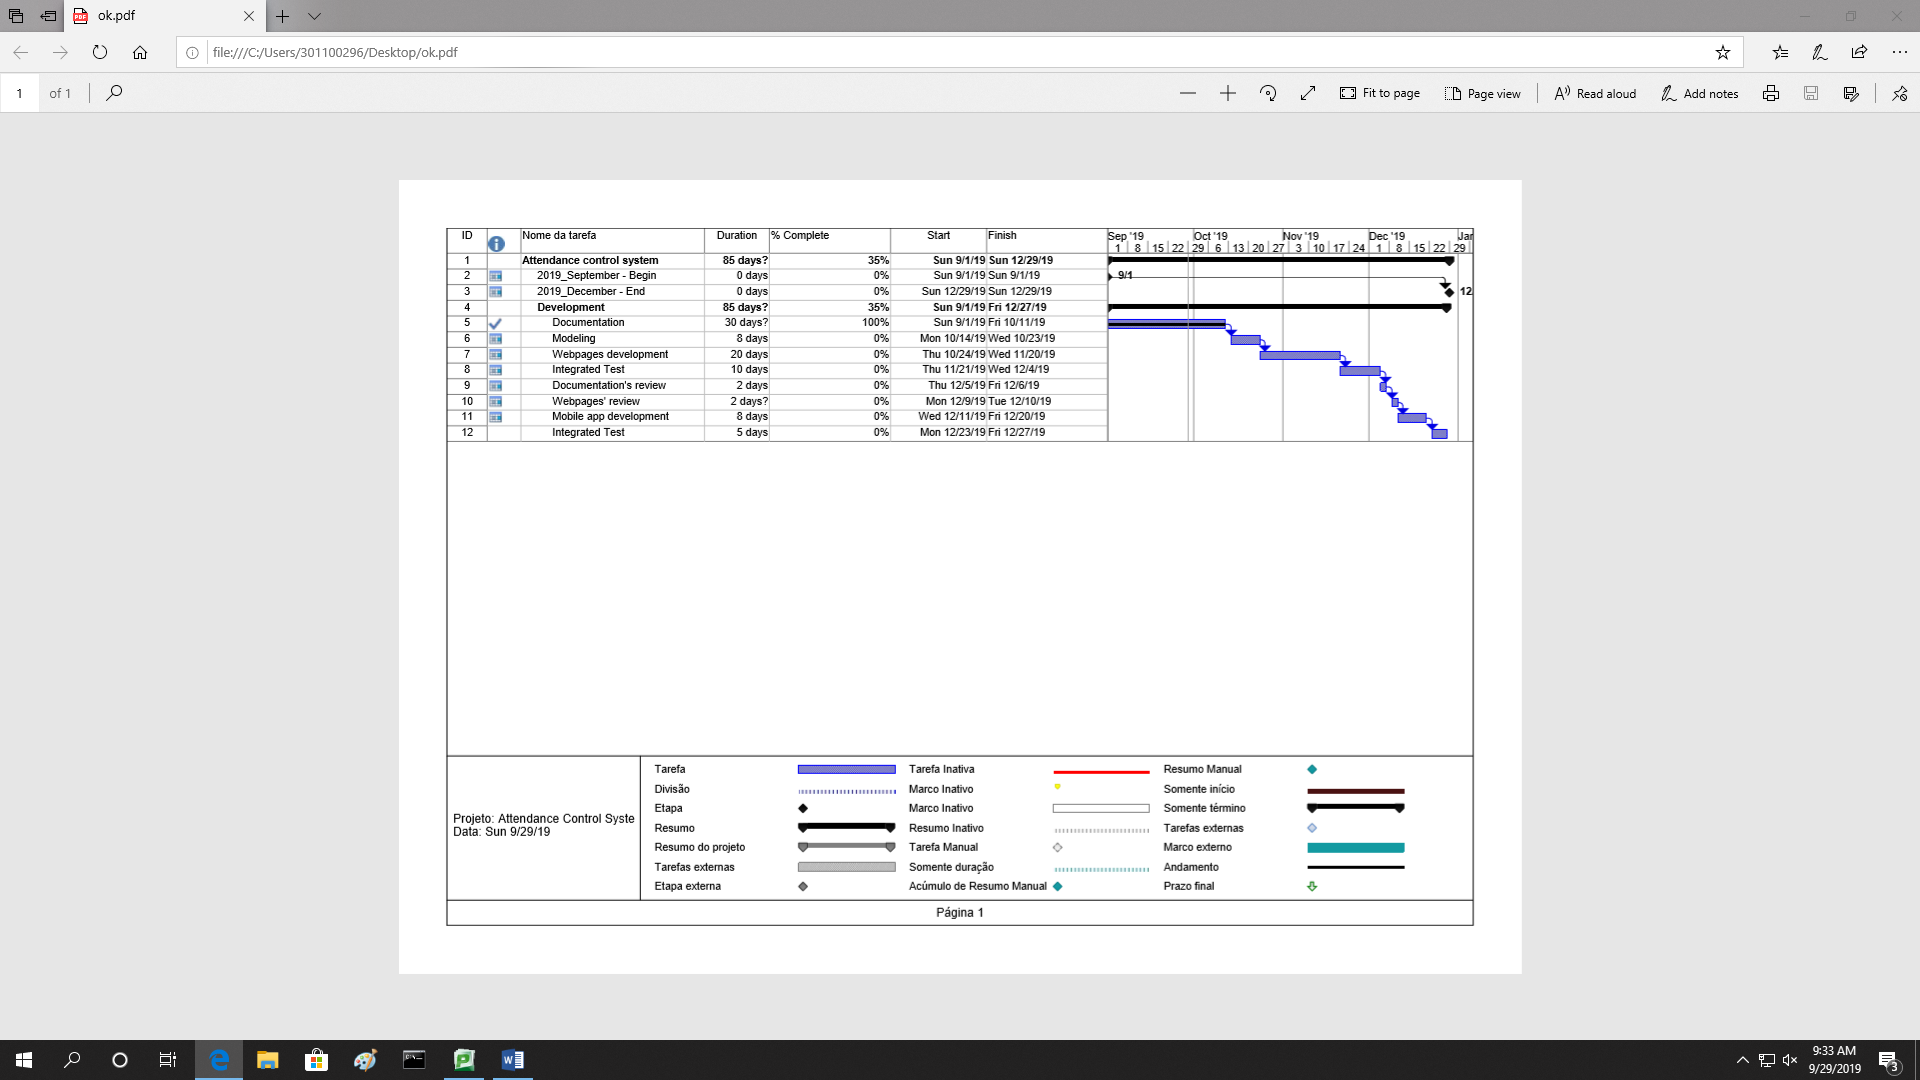 ok.pdf
file:///C:/Users/301100296/Desktop/ok.pdf
1 of 1 Fit to page Page view Read aloud Add notes
ID Nome da tarefa Duration % Complete Start Finish Sep '19 Oct '19 Nov '19 Dec '19 Jan
1 8 15 22 29 6 13 20 27 3 10 17 24 1 8 15 22 29
1 Attendance control system 85 days? 35% Sun 9/1/19 Sun 12/29/19
2 2019_September - Begin 0 days 0% Sun 9/1/19 Sun 9/1/19 9/1
3 2019_December - End 0 days 0% Sun 12/29/19 Sun 12/29/19 12
4 Development 85 days? 35% Sun 9/1/19 Fri 12/27/19
5 Documentation 30 days? 100% Sun 9/1/19 Fri 10/11/19
6 Modeling 8 days 0% Mon 10/14/19 Wed 10/23/19
7 Webpages development 20 days 0% Thu 10/24/19 Wed 11/20/19
8 Integrated Test 10 days 0% Thu 11/21/19 Wed 12/4/19
9 Documentation's review 2 days 0% Thu 12/5/19 Fri 12/6/19
10 Webpages' review 2 days? 0% Mon 12/9/19 Tue 12/10/19
11 Mobile app development 8 days 0% Wed 12/11/19 Fri 12/20/19
12 Integrated Test 5 days 0% Mon 12/23/19 Fri 12/27/19
Projeto: Attendance Control Syste
Data: Sun 9/29/19
Tarefa Tarefa Inativa Resumo Manual
Divisão Marco Inativo Somente início
Etapa Marco Inativo Somente término
Resumo Resumo Inativo Tarefas externas
Resumo do projeto Tarefa Manual Marco externo
Tarefas externas Somente duração Andamento
Etapa externa Acúmulo de Resumo Manual Prazo final
Página 1
9:33 AM
9/29/2019
3